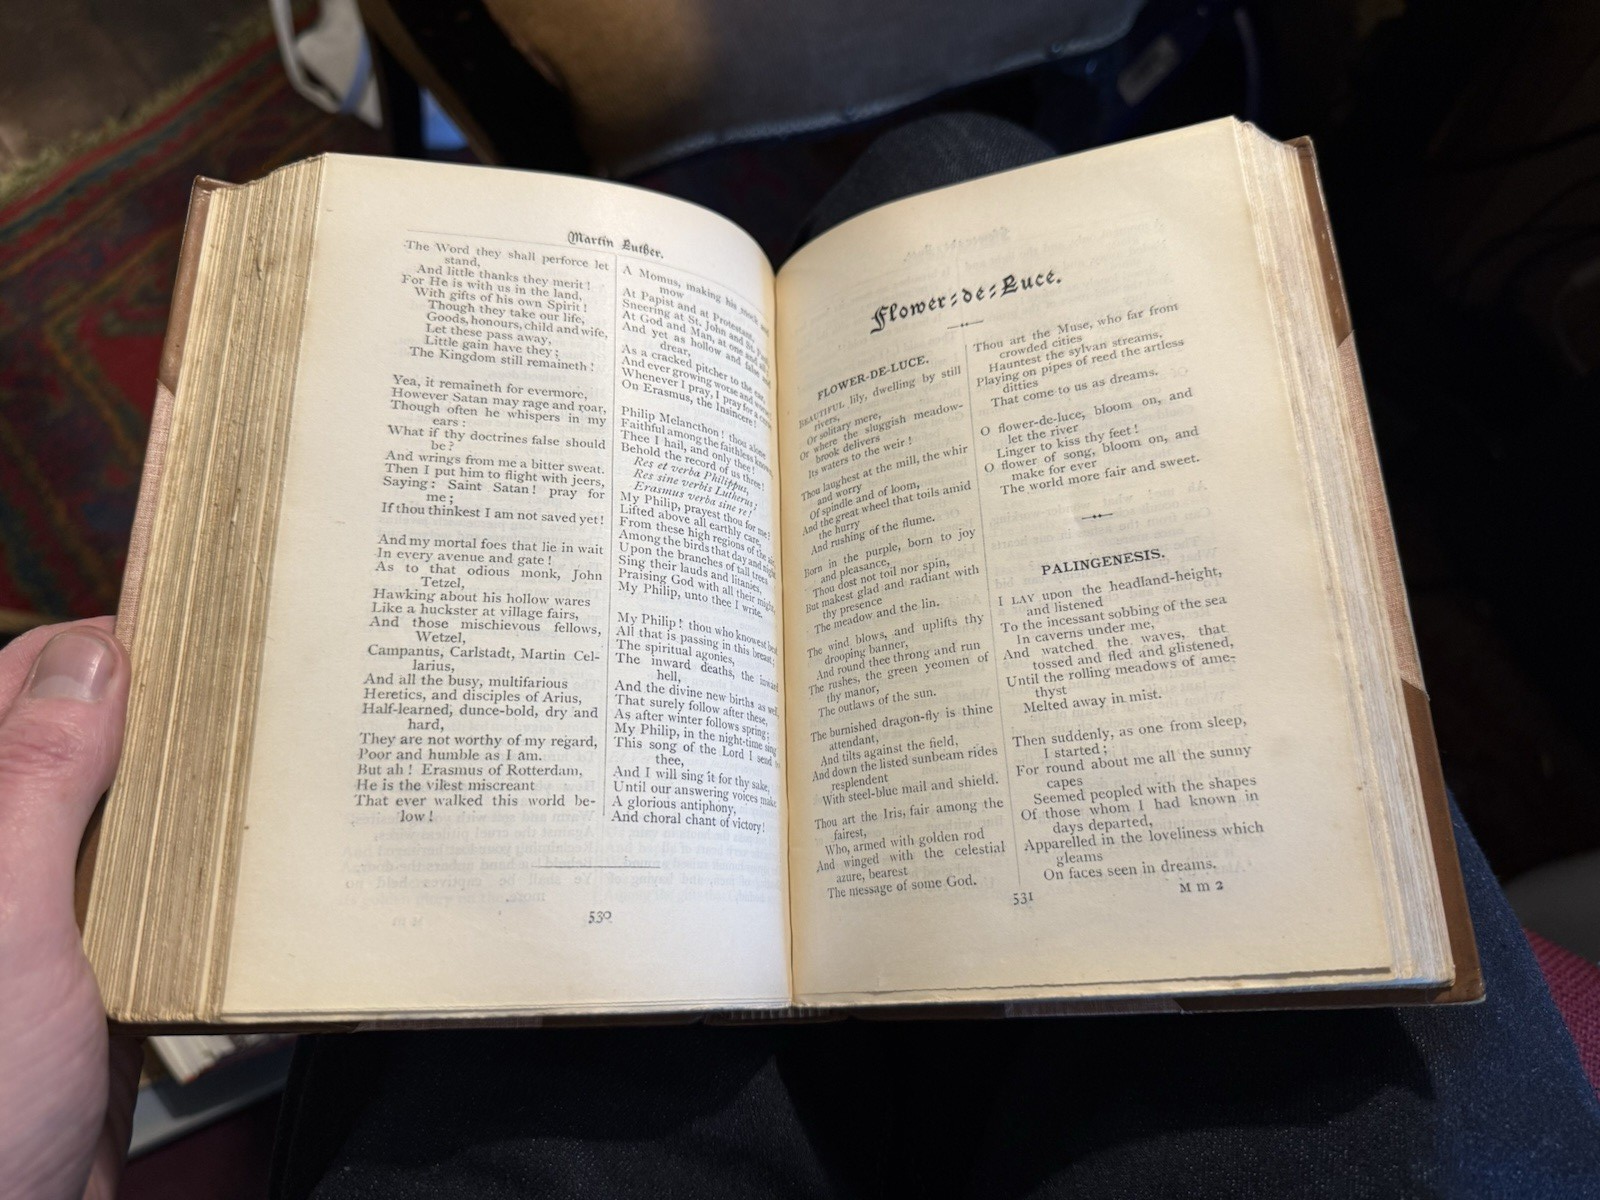 Martin Luther.
The Word they shall perforce let
stand,
And little thanks they merit!
For He is with us in the land,
With gifts of his own Spirit!
Though they take our life,
Goods, honours, child and wife,
Let these pass away,
Little gain have they;
The Kingdom still remaineth!
Yea, it remaineth for evermore,
However Satan may rage and roar,
Though often he whispers in my
ears:
What if thy doctrines false should
be?
And wrings from me a bitter sweat.
Then I put him to flight with jeers,
Saying: Saint Satan! pray for
me;
If thou thinkest I am not saved yet!
And my mortal foes that lie in wait
In every avenue and gate!
As to that odious monk, John
Tetzel,
Hawking about his hollow wares
Like a huckster at village fairs,
And those mischievous fellows,
Wetzel,
Campanus, Carlstadt, Martin Cel-
larius,
And all the busy, multifarious
Heretics, and disciples of Arius,
Half-learned, dunce-bold, dry and
hard,
They are not worthy of my regard,
Poor and humble as I am.
But ah! Erasmus of Rotterdam,
He is the vilest miscreant
That ever walked this world be-
low!
A Momus, making his mock and
mow
At Papist and at Protestant,
Sneering at St. John and St. Paul,
At God and Man, at one and all;
And yet as hollow and false and
drear,
As a cracked pitcher to the ear,
And ever growing worse and worse!
Whenever I pray, I pray for a curse
On Erasmus, the Insincere!
Philip Melancthon! thou alone
Faithful among the faithless known,
Thee I hail, and only thee!
Behold the record of us three!
Res et verba Philippus,
Res sine verbis Lutherus;
Erasmus verba sine re!
My Philip, prayest thou for me?
Lifted above all earthly care,
From these high regions of the air,
Among the birds that day and night
Upon the branches of tall trees
Sing their lauds and litanies,
Praising God with all their might,
My Philip, unto thee I write.
My Philip! thou who knowest best
All that is passing in this breast;
The spiritual agonies,
The inward deaths, the inward
hell,
And the divine new births as well,
That surely follow after these,
As after winter follows spring;
My Philip, in the night-time sing
This song of the Lord I send to
thee,
And I will sing it for thy sake,
Until our answering voices make
A glorious antiphony,
And choral chant of victory!
530
Flower-de-Luce.
FLOWER-DE-LUCE.
BEAUTIFUL lily, dwelling by still
rivers,
Or solitary mere,
Or where the sluggish meadow-
brook delivers
Its waters to the weir!
Thou laughest at the mill, the whir
and worry
Of spindle and of loom,
And the great wheel that toils amid
the hurry
And rushing of the flume.
Born in the purple, born to joy
and pleasance,
Thou dost not toil nor spin,
But makest glad and radiant with
thy presence
The meadow and the lin.
The wind blows, and uplifts thy
drooping banner,
And round thee throng and run
The rushes, the green yeomen of
thy manor,
The outlaws of the sun.
The burnished dragon-fly is thine
attendant,
And tilts against the field,
And down the listed sunbeam rides
resplendent
With steel-blue mail and shield.
Thou art the Iris, fair among the
fairest,
Who, armed with golden rod
And winged with the celestial
azure, bearest
The message of some God.
Thou art the Muse, who far from
crowded cities
Hauntest the sylvan streams,
Playing on pipes of reed the artless
ditties
That come to us as dreams.
O flower-de-luce, bloom on, and
let the river
Linger to kiss thy feet!
O flower of song, bloom on, and
make for ever
The world more fair and sweet.
PALINGENESIS.
I LAY upon the headland-height,
and listened
To the incessant sobbing of the sea
In caverns under me,
And watched the waves, that
tossed and fled and glistened,
Until the rolling meadows of ame-
thyst
Melted away in mist.
Then suddenly, as one from sleep,
I started;
For round about me all the sunny
capes
Seemed peopled with the shapes
Of those whom I had known in
days departed,
Apparelled in the loveliness which
gleams
On faces seen in dreams.
531
M m 2